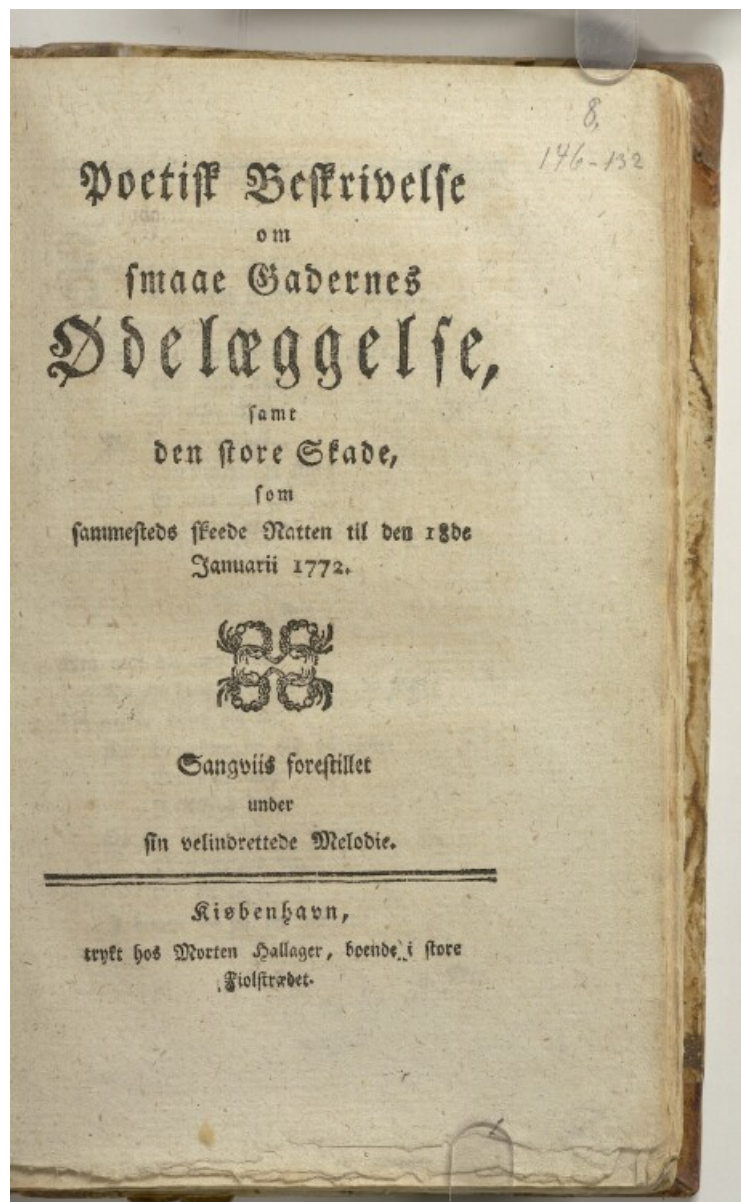 8,
146-132
Poetisk Beskrivelse
om
smaae Gadernes
Ødelæggelse,
samt
den store Skade,
som
sammesteds skeede Natten til den 18de
Januarii 1772.
Sangviis forestillet
under
sin velindrettede Melodie.
Kiøbenhavn,
trykt hos Morten Hallager, boende i store
Fiolstrædet.